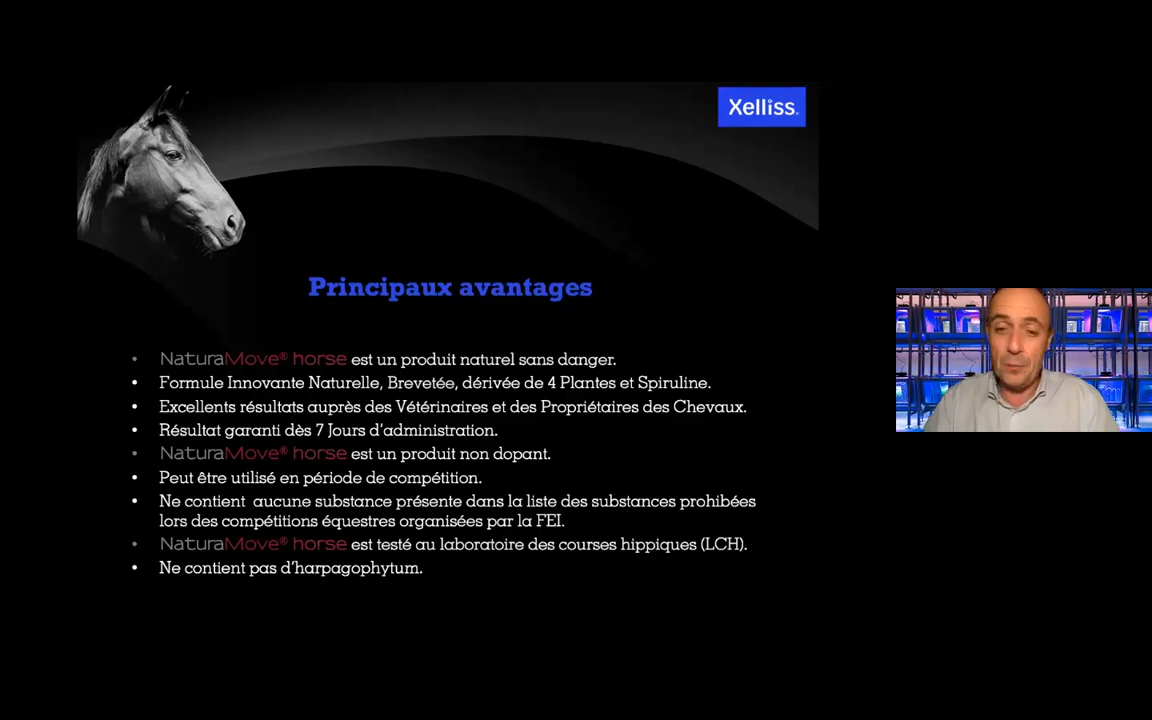 Xelliss.
Principaux avantages
• NaturaMove® horse est un produit naturel sans danger.
• Formule Innovante Naturelle, Brevetée, dérivée de 4 Plantes et Spiruline.
• Excellents résultats auprès des Vétérinaires et des Propriétaires des Chevaux.
• Résultat garanti dès 7 Jours d’administration.
• NaturaMove® horse est un produit non dopant.
• Peut être utilisé en période de compétition.
• Ne contient aucune substance présente dans la liste des substances prohibées
lors des compétitions équestres organisées par la FEI.
• NaturaMove® horse est testé au laboratoire des courses hippiques (LCH).
• Ne contient pas d’harpagophytum.